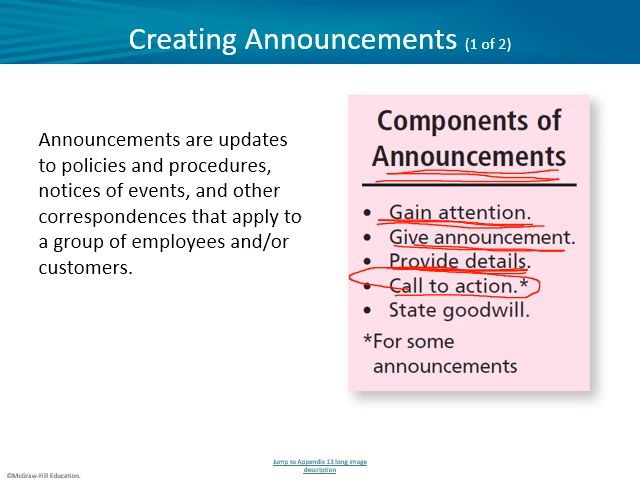 Creating Announcements (1 of 2)
Announcements are updates
to policies and procedures,
notices of events, and other
correspondences that apply to
a group of employees and/or
customers.
Components of
Announcements
• Gain attention.
• Give announcement.
• Provide details.
• Call to action.*
• State goodwill.
*For some
announcements
Jump to Appendix 13 long image
description
©McGraw-Hill Education.